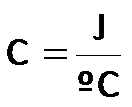 C = J / ºC